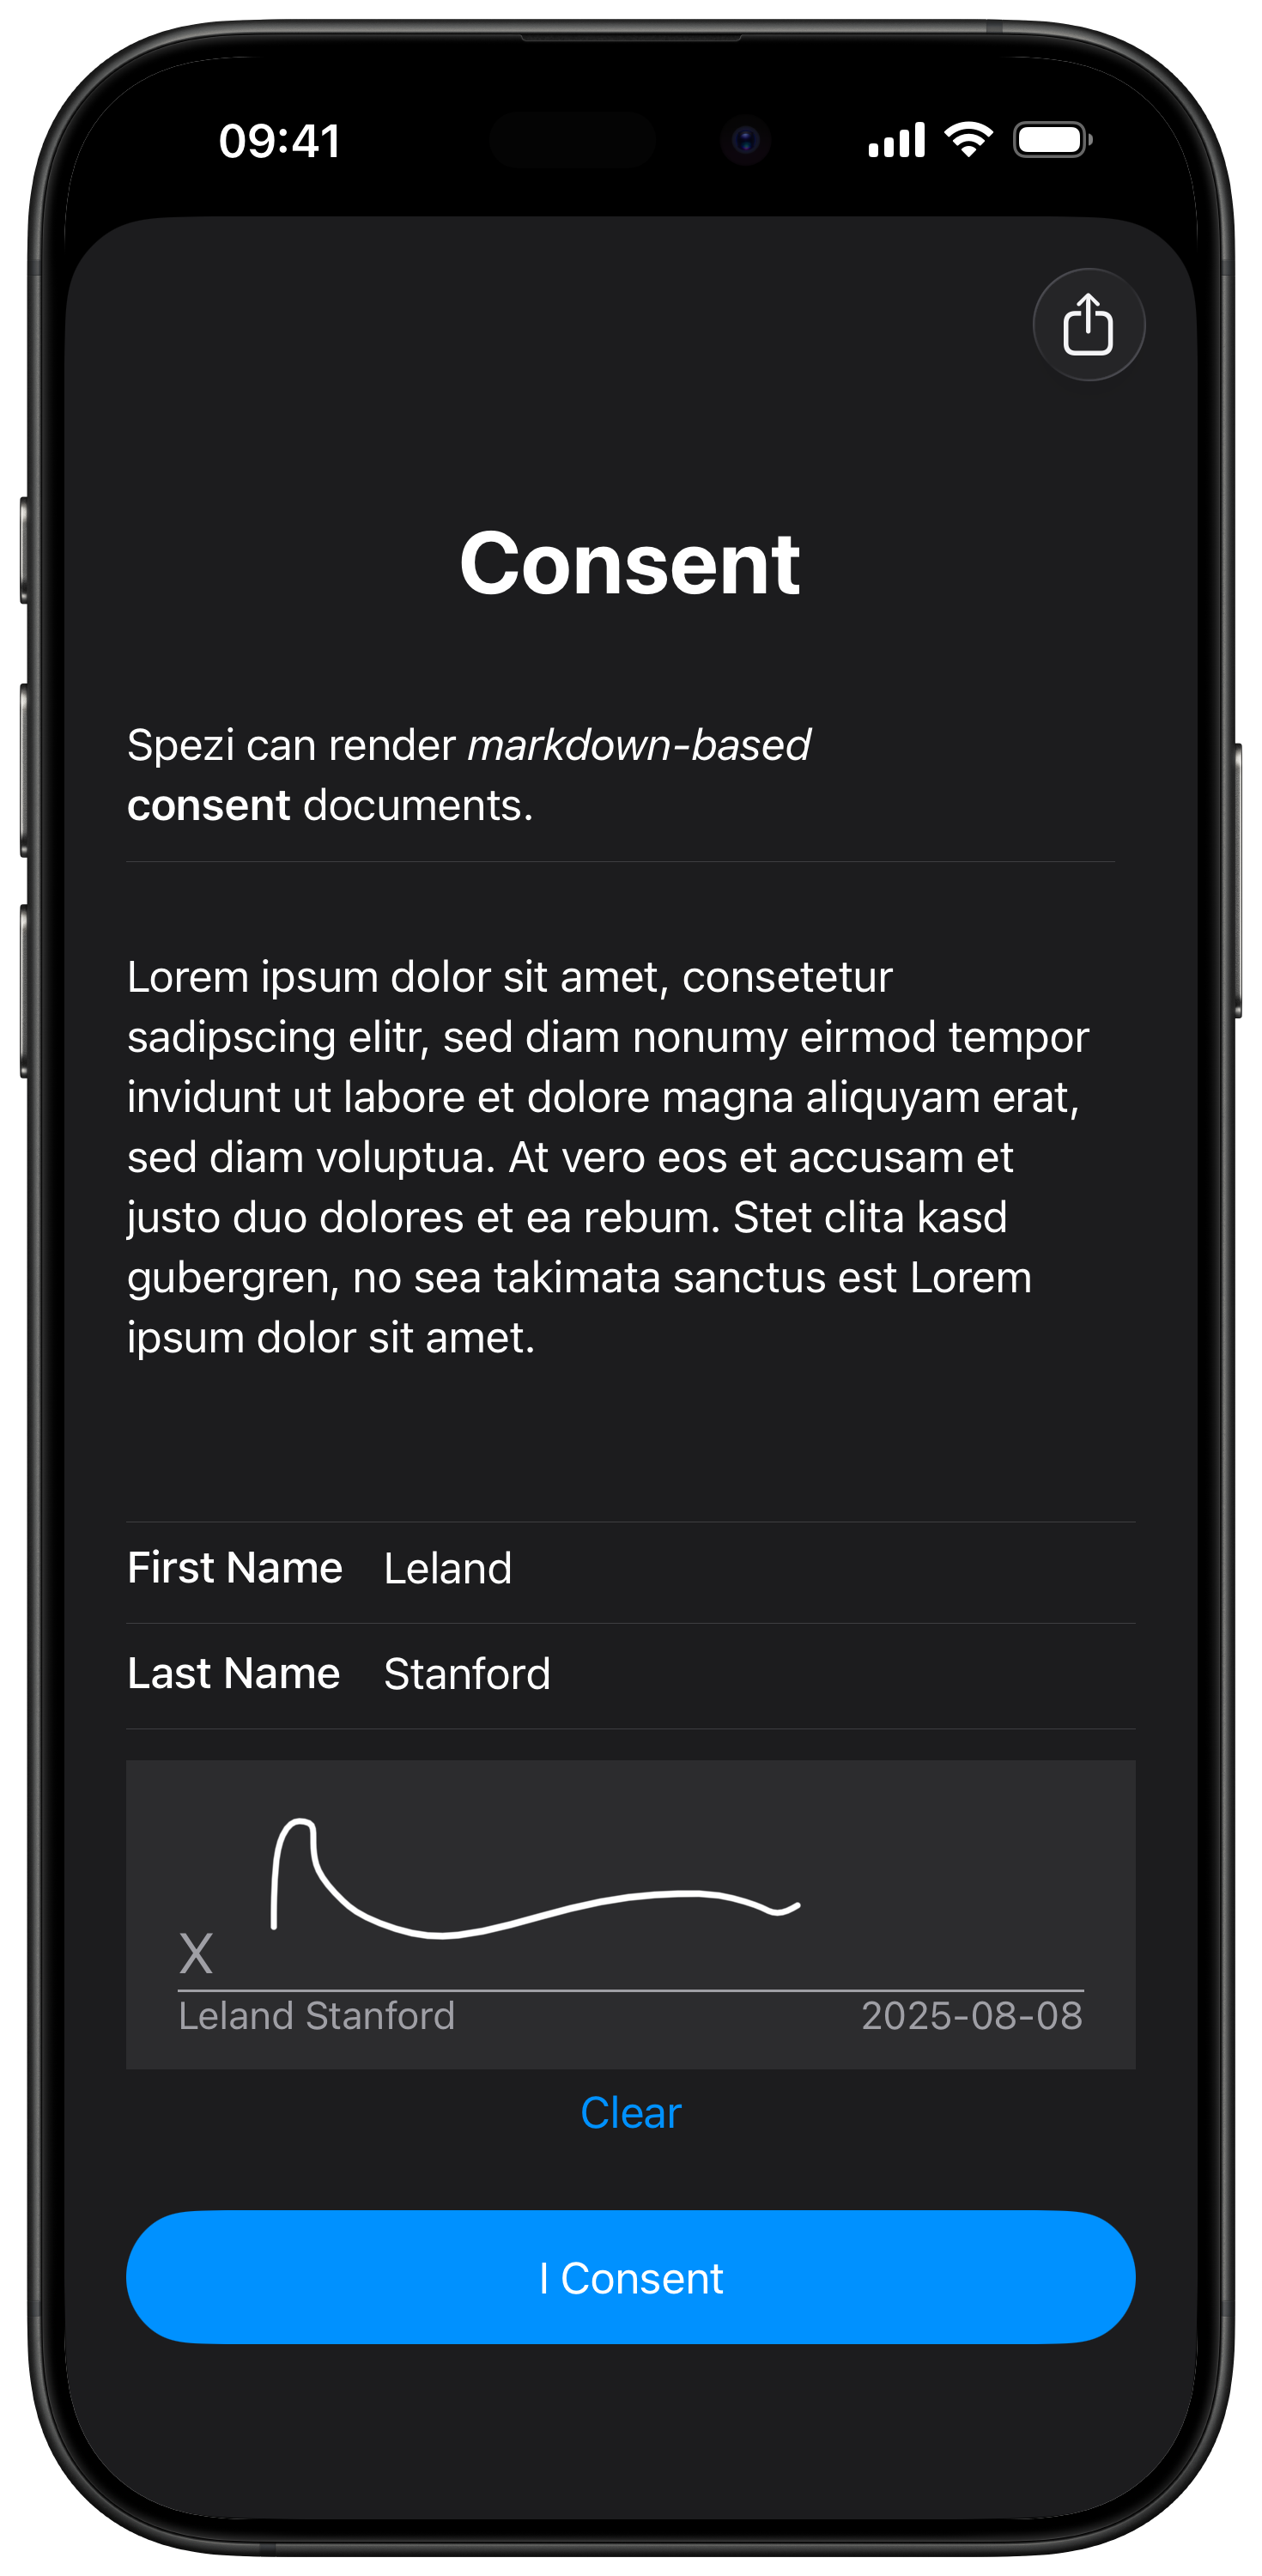 09:41
Consent
Spezi can render markdown-based
consent documents.
Lorem ipsum dolor sit amet, consetetur
sadipscing elitr, sed diam nonumy eirmod tempor
invidunt ut labore et dolore magna aliquyam erat,
sed diam voluptua. At vero eos et accusam et
justo duo dolores et ea rebum. Stet clita kasd
gubergren, no sea takimata sanctus est Lorem
ipsum dolor sit amet.
First Name Leland
Last Name Stanford
X
Leland Stanford 2025-08-08
Clear
I Consent